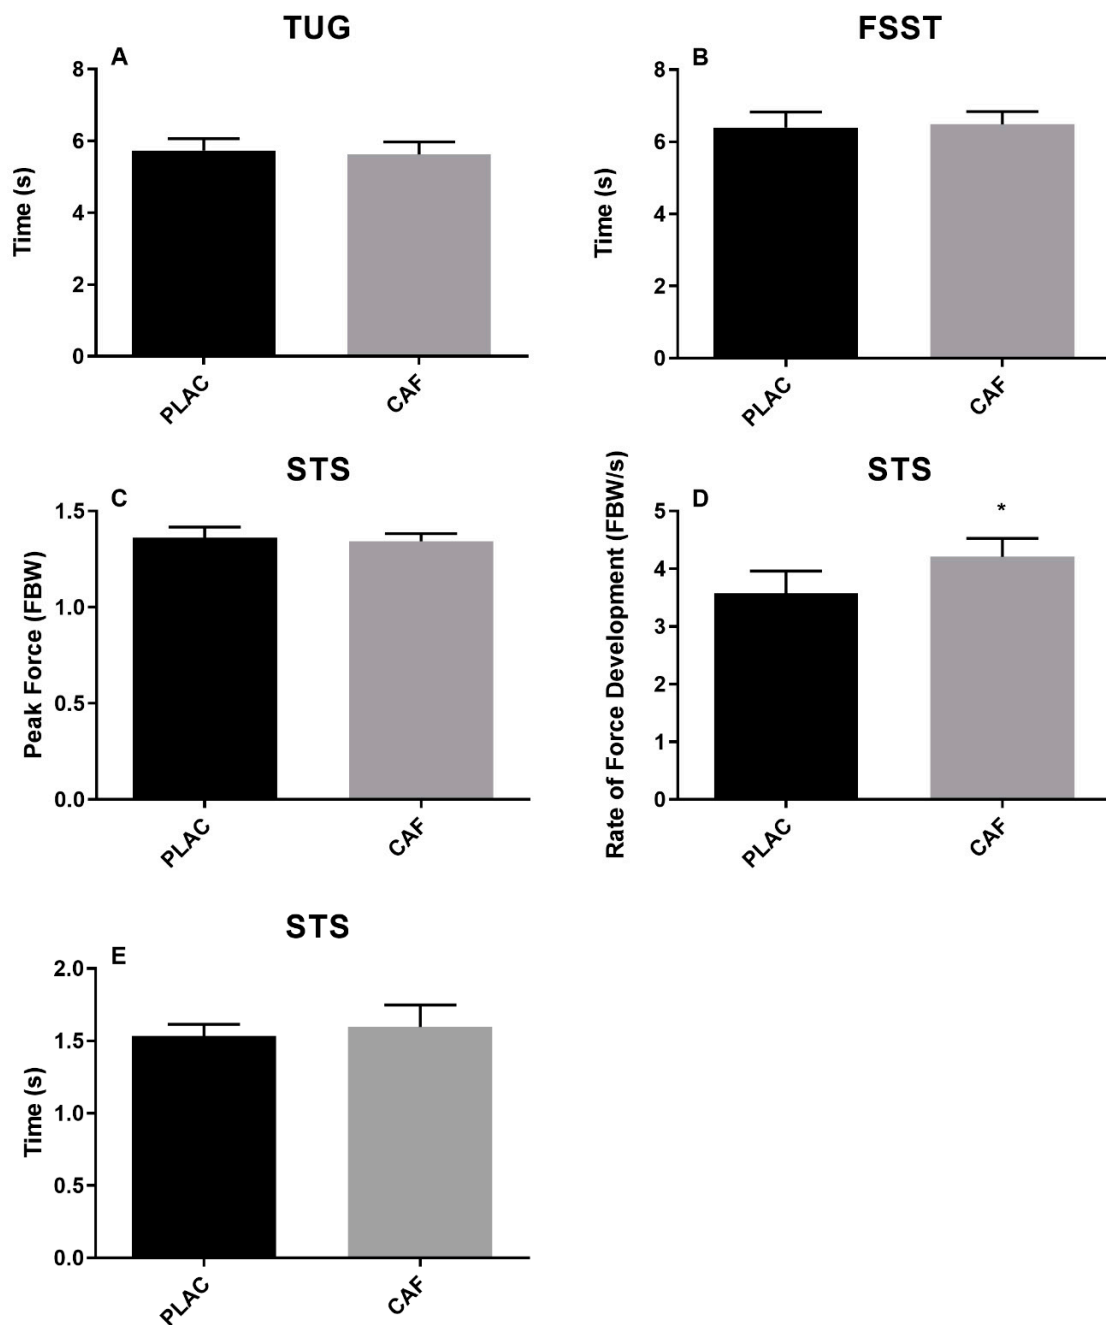 TUG
A
Time (s)
8
6
4
2
0
PLAC
CAF
FSST
B
Time (s)
8
6
4
2
0
PLAC
CAF
STS
C
Peak Force (FBW)
1.5
1.0
0.5
0.0
PLAC
CAF
STS
D
*
Rate of Force Development (FBW/s)
5
4
3
2
1
0
PLAC
CAF
STS
E
Time (s)
2.0
1.5
1.0
0.5
0.0
PLAC
CAF